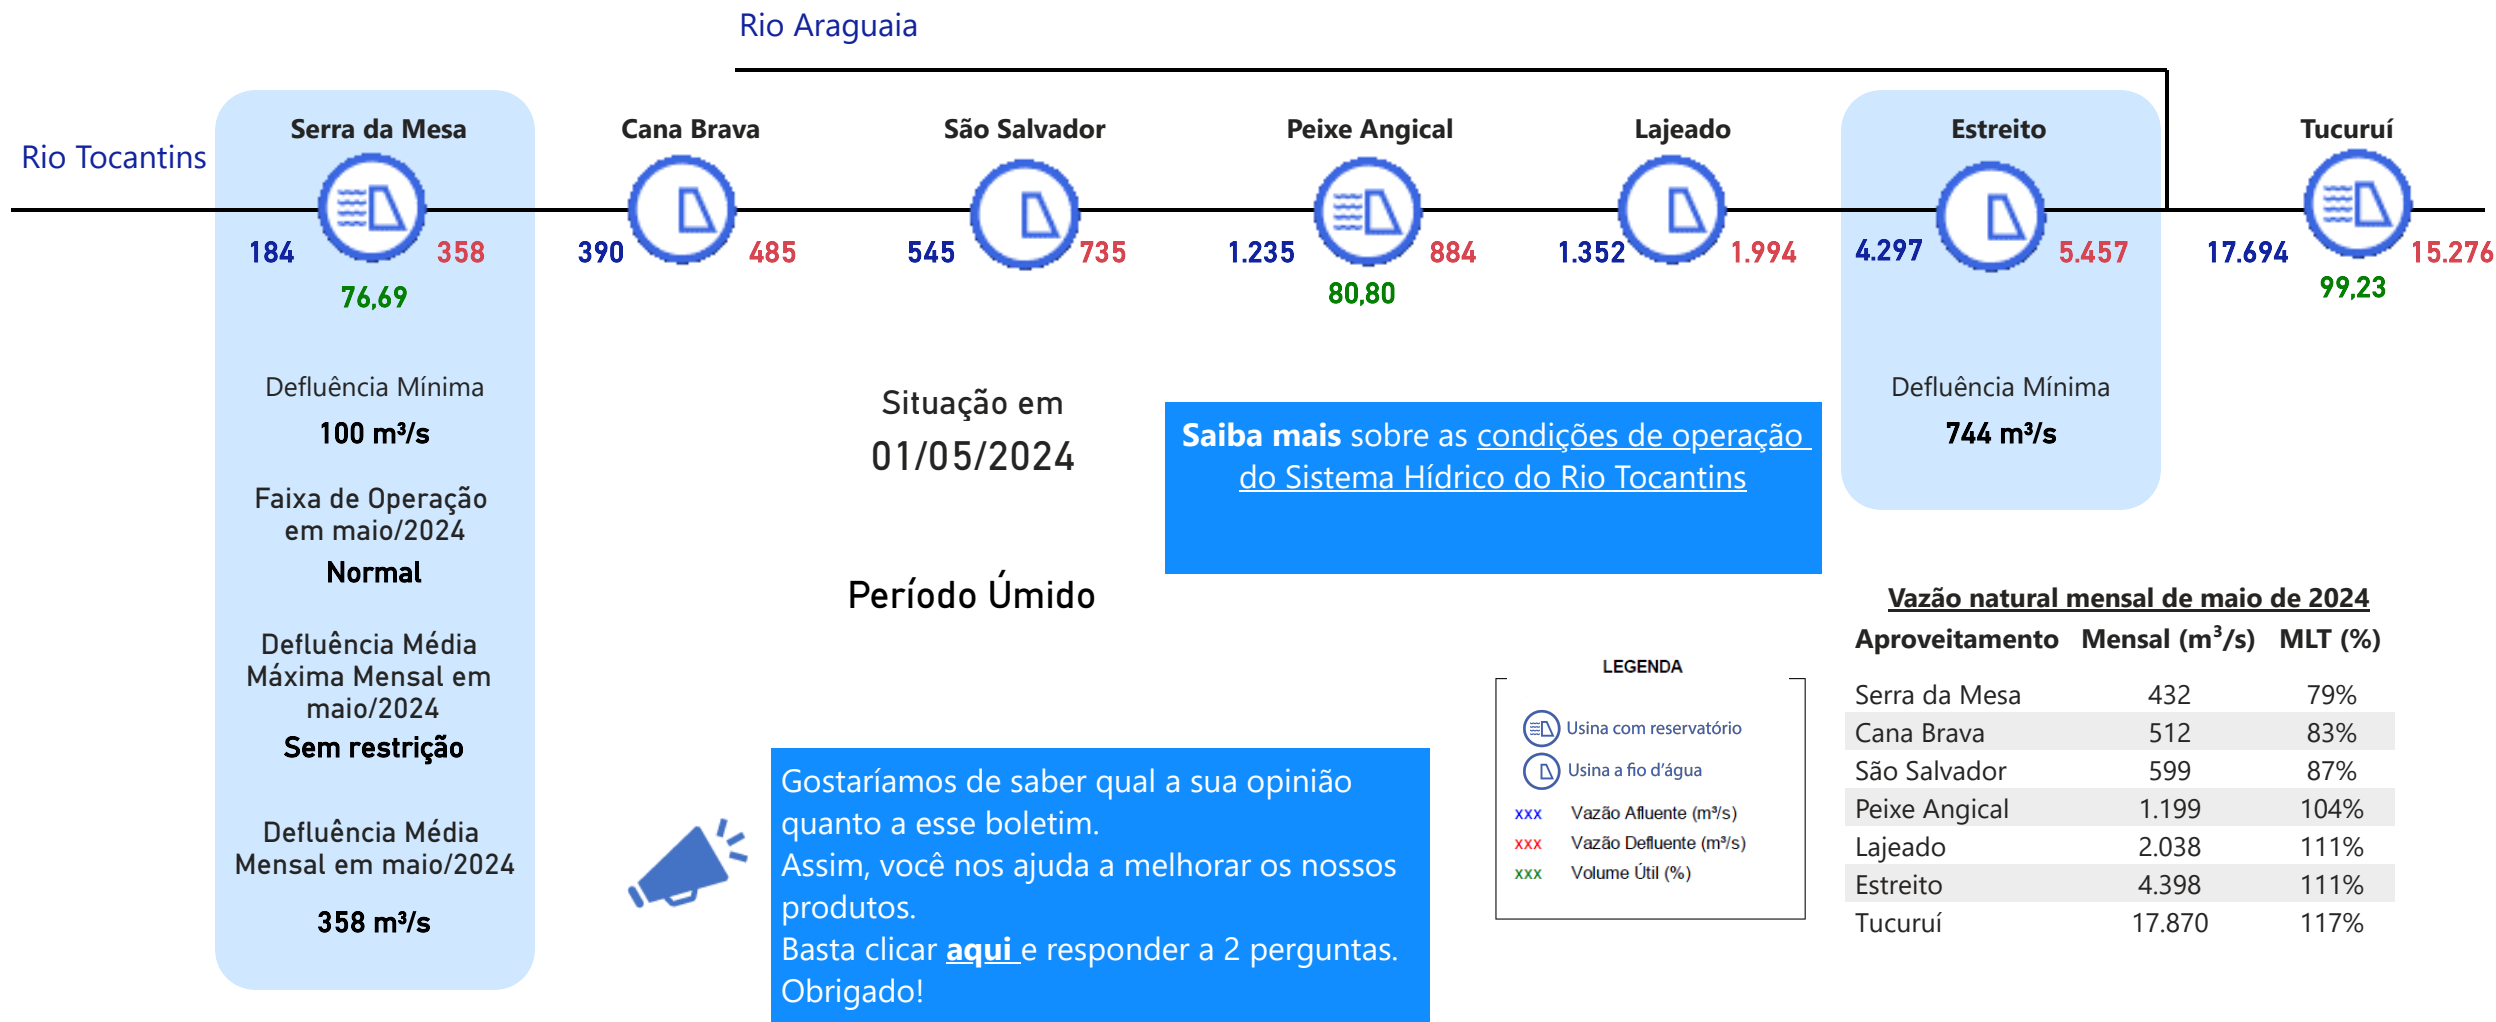 Rio Araguaia
Rio Tocantins
Serra da Mesa
Cana Brava
São Salvador
Peixe Angical
Lajeado
Estreito
Tucuruí
184
358
390
485
545
735
1.235
884
1.352
1.994
4.297
5.457
17.694
15.276
76,69
80,80
99,23
Defluência Mínima
100 m³/s
Faixa de Operação
em maio/2024
Normal
Defluência Média
Máxima Mensal em
maio/2024
Sem restrição
Defluência Média
Mensal em maio/2024
358 m³/s
Situação em
01/05/2024
Período Úmido
Saiba mais sobre as condições de operação
do Sistema Hídrico do Rio Tocantins
Defluência Mínima
744 m³/s
Gostaríamos de saber qual a sua opinião
quanto a esse boletim.
Assim, você nos ajuda a melhorar os nossos
produtos.
Basta clicar aqui e responder a 2 perguntas.
Obrigado!
LEGENDA
Usina com reservatório
Usina a fio d'água
xxx Vazão Afluente (m³/s)
xxx Vazão Defluente (m³/s)
xxx Volume Útil (%)
Vazão natural mensal de maio de 2024
Aproveitamento Mensal (m³/s) MLT (%)
Serra da Mesa 432 79%
Cana Brava 512 83%
São Salvador 599 87%
Peixe Angical 1.199 104%
Lajeado 2.038 111%
Estreito 4.398 111%
Tucuruí 17.870 117%